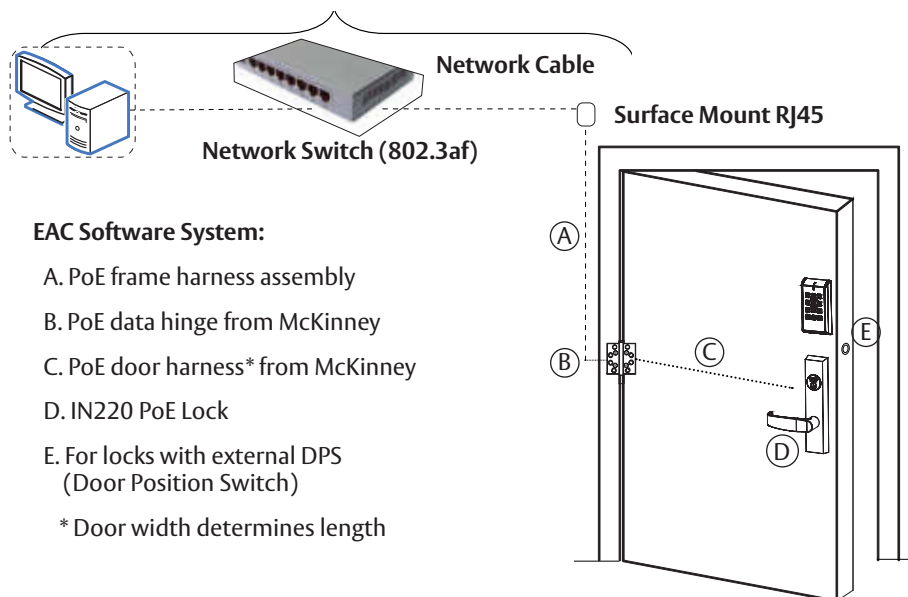 Network Cable
Surface Mount RJ45
Network Switch (802.3af)
EAC Software System:
A. PoE frame harness assembly
B. PoE data hinge from McKinney
C. PoE door harness* from McKinney
D. IN220 PoE Lock
E. For locks with external DPS
(Door Position Switch)
* Door width determines length
A
B
C
D
E